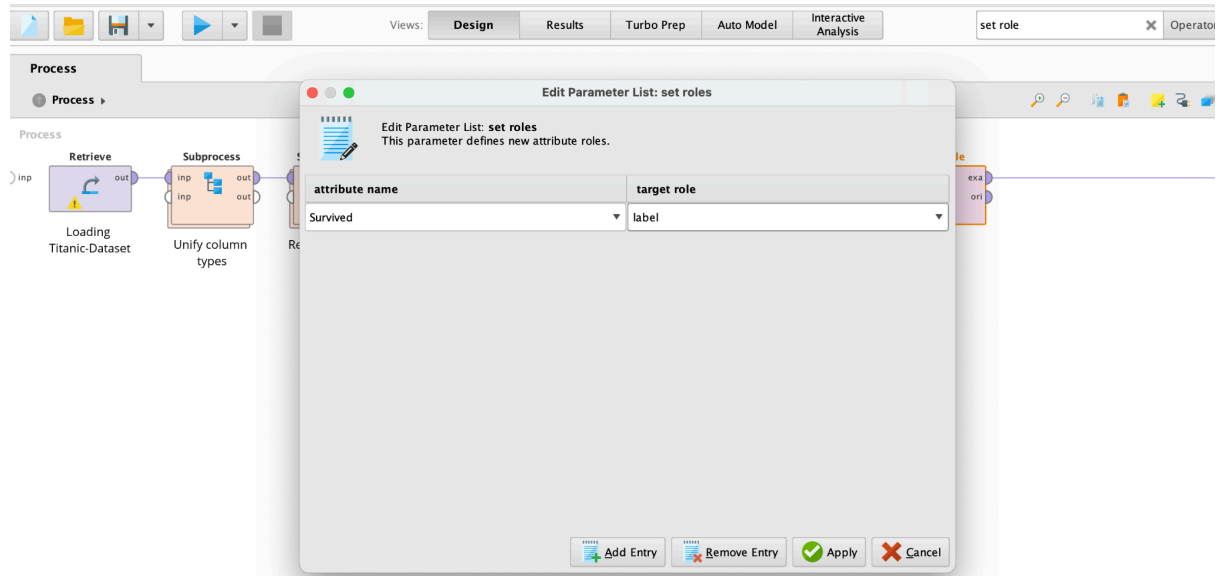 Views: Design Results Turbo Prep Auto Model Interactive Analysis set role Operator
Process
Process
Edit Parameter List: set roles
Edit Parameter List: set roles
This parameter defines new attribute roles.
Process
Retrieve
Subprocess
inp
out
inp
out
inp
out
exa
ori
Loading
Titanic-Dataset
Unify column
types
attribute name
target role
Survived
label
Add Entry
Remove Entry
Apply
Cancel